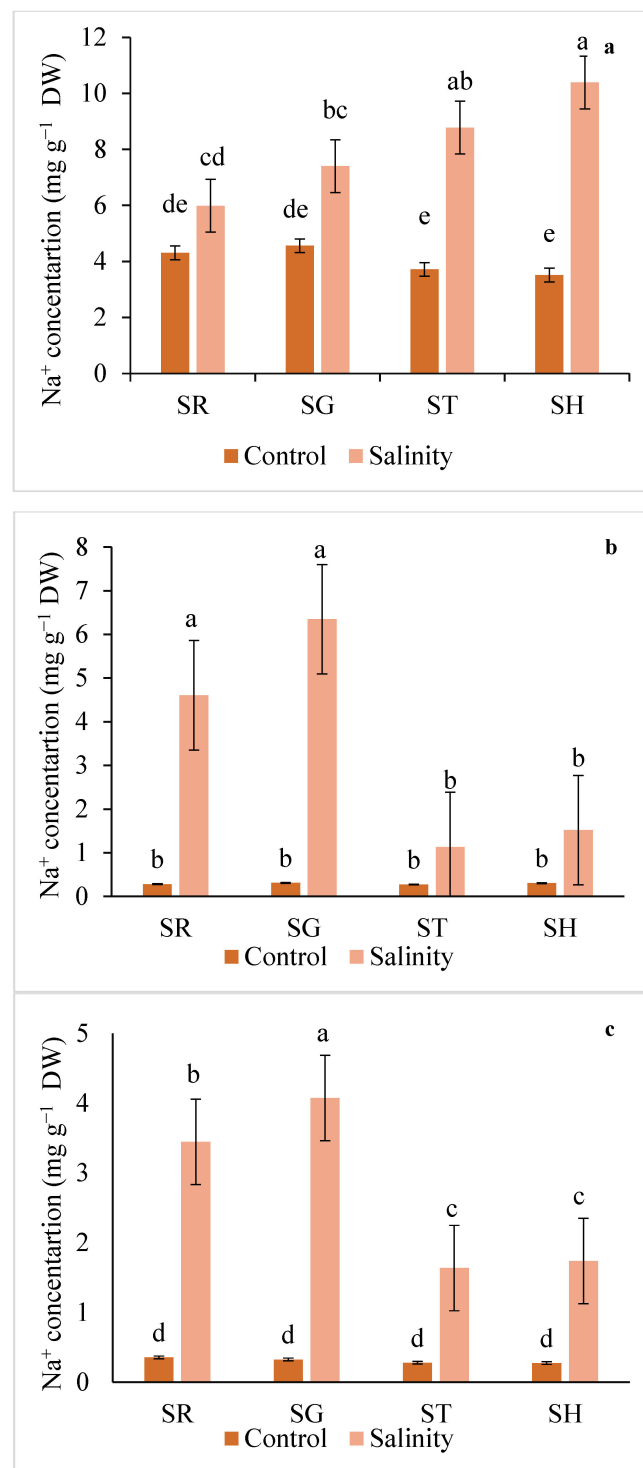 Na⁺ concentartion (mg g⁻¹ DW)
12
10
8
6
4
2
0
a
a
ab
bc
cd
de
de
e
e
SR SG ST SH
Control Salinity
Na⁺ concentartion (mg g⁻¹ DW)
8
7
6
5
4
3
2
1
0
b
a
a
b
b
b
b
b
b
SR SG ST SH
Control Salinity
Na⁺ concentartion (mg g⁻¹ DW)
5
4
3
2
1
0
c
a
b
c
c
d
d
d
d
SR SG ST SH
Control Salinity